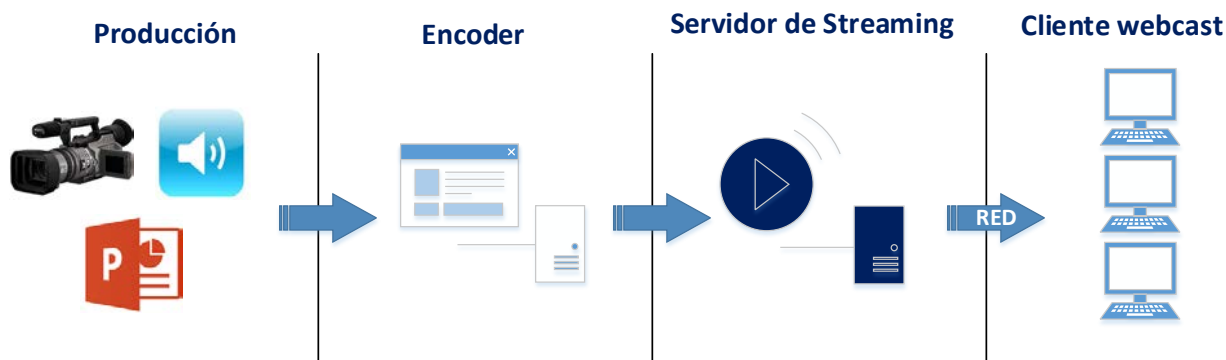 Producción
Encoder
Servidor de Streaming
Cliente webcast
P
RED